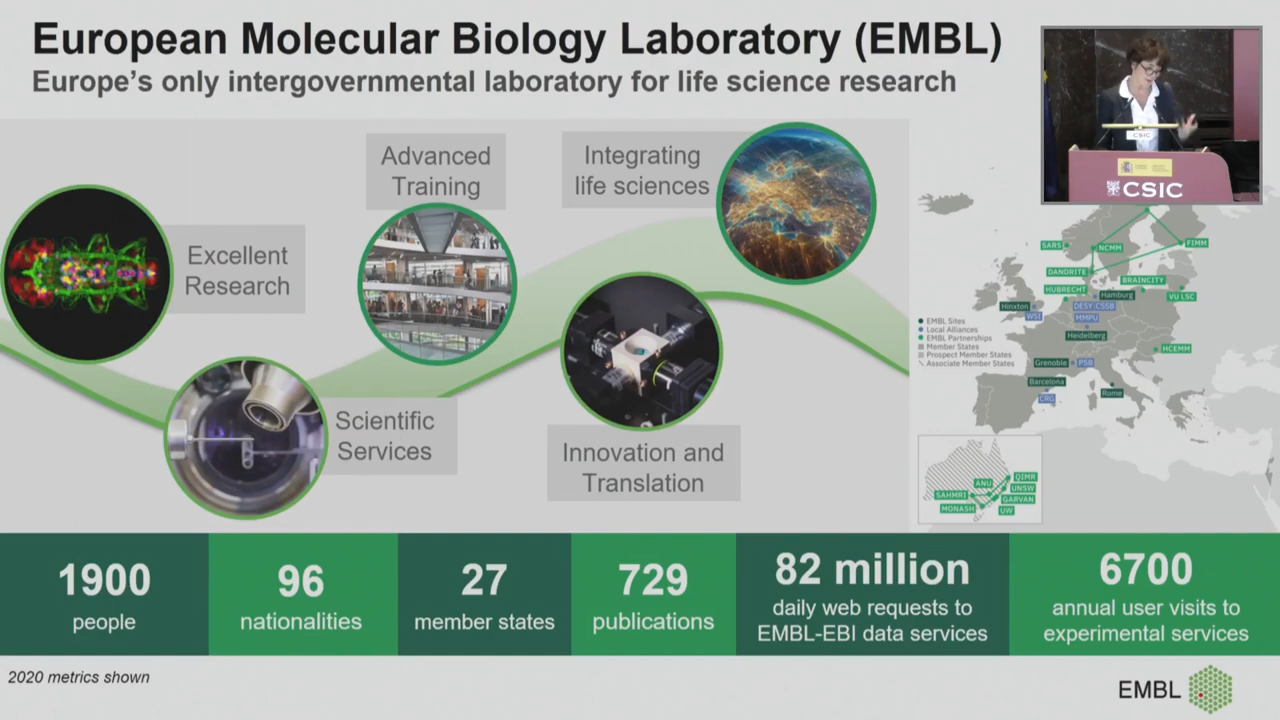 European Molecular Biology Laboratory (EMBL)
Europe's only intergovernmental laboratory for life science research
Excellent
Research
Scientific
Services
Advanced
Training
Innovation and
Translation
Integrating
life sciences
CSIC
CSIC
SARS
NCMM
FIMM
DANDRITE
HUBRECHT
BRAINCITY
VU LSC
Hamburg
DESY CSSB
Hinxton
WSI
MMPU
Heidelberg
HCEMM
Grenoble
PSB
Barcelona
CRG
Rome
EMBL Sites
Local Alliances
EMBL Partnerships
Member States
Prospect Member States
Associate Member States
QIMR
ANU
UNSW
SAHMRI
GARVAN
MONASH
UW
1900
people
96
nationalities
27
member states
729
publications
82 million
daily web requests to
EMBL-EBI data services
6700
annual user visits to
experimental services
2020 metrics shown
EMBL